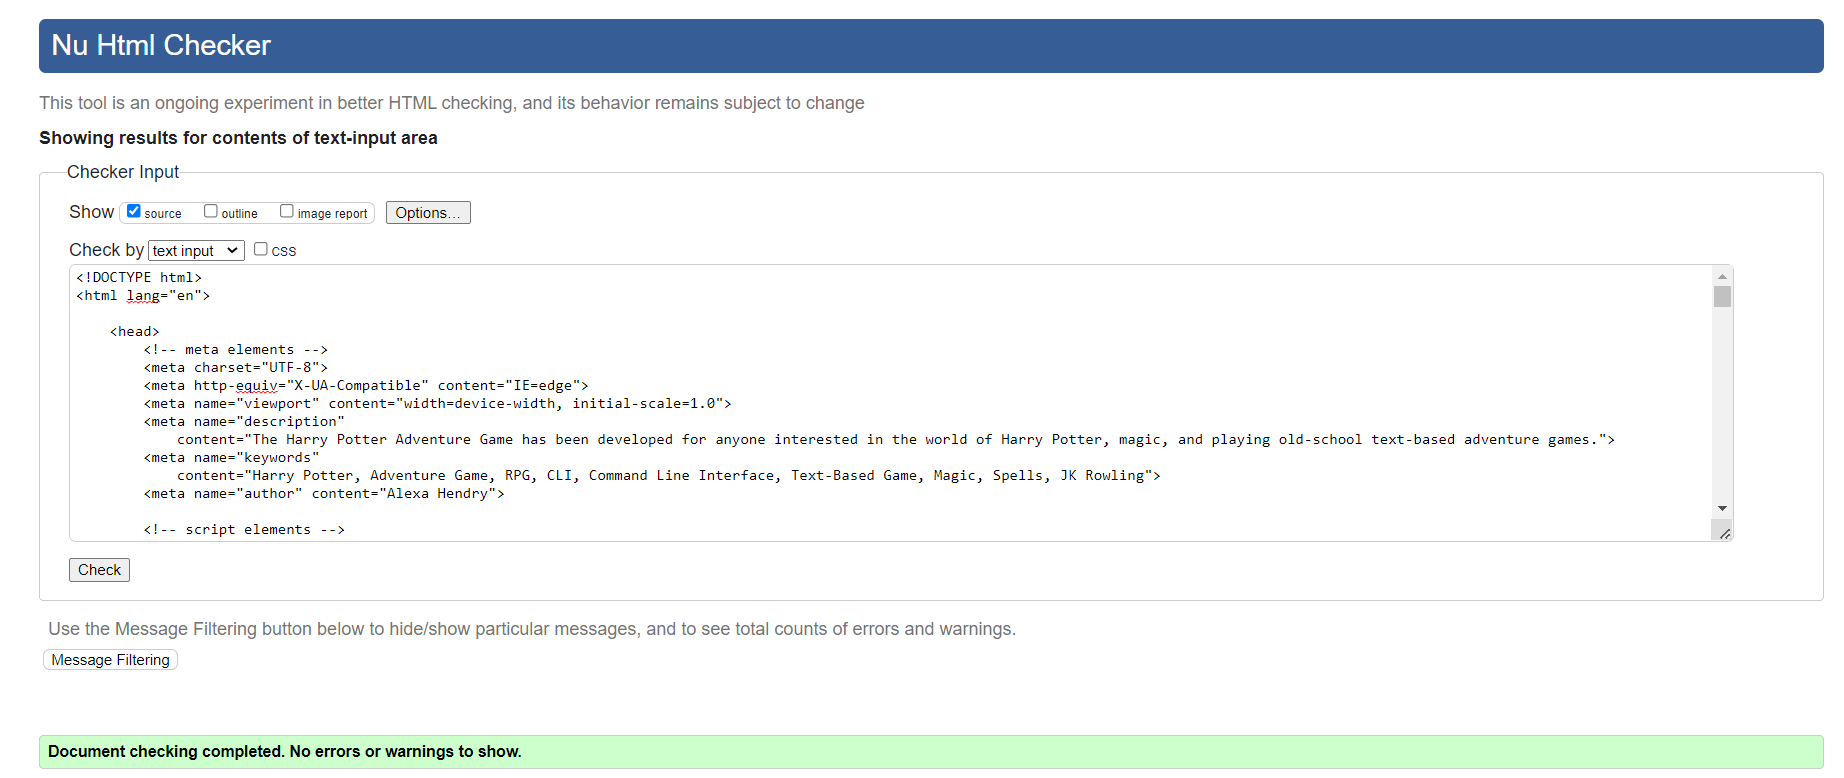 Nu Html Checker
This tool is an ongoing experiment in better HTML checking, and its behavior remains subject to change
Showing results for contents of text-input area
Checker Input
Show source outline image report Options...
Check by text input CSS
<!DOCTYPE html>
<html lang="en">
<head>
<!-- meta elements -->
<meta charset="UTF-8">
<meta http-equiv="X-UA-Compatible" content="IE=edge">
<meta name="viewport" content="width=device-width, initial-scale=1.0">
<meta name="description"
content="The Harry Potter Adventure Game has been developed for anyone interested in the world of Harry Potter, magic, and playing old-school text-based adventure games.">
<meta name="keywords"
content="Harry Potter, Adventure Game, RPG, CLI, Command Line Interface, Text-Based Game, Magic, Spells, JK Rowling">
<meta name="author" content="Alexa Hendry">
<!-- script elements -->
Check
Use the Message Filtering button below to hide/show particular messages, and to see total counts of errors and warnings.
Message Filtering
Document checking completed. No errors or warnings to show.